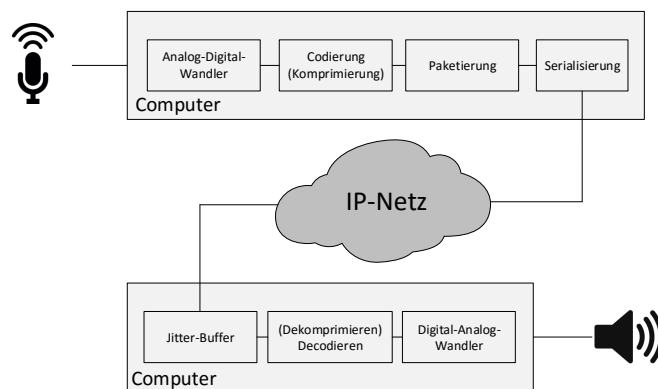 Analog-Digital-
Wandler
Codierung
(Komprimierung)
Paketierung
Serialisierung
Computer
IP-Netz
Jitter-Buffer
(Dekomprimieren)
Decodieren
Digital-Analog-
Wandler
Computer